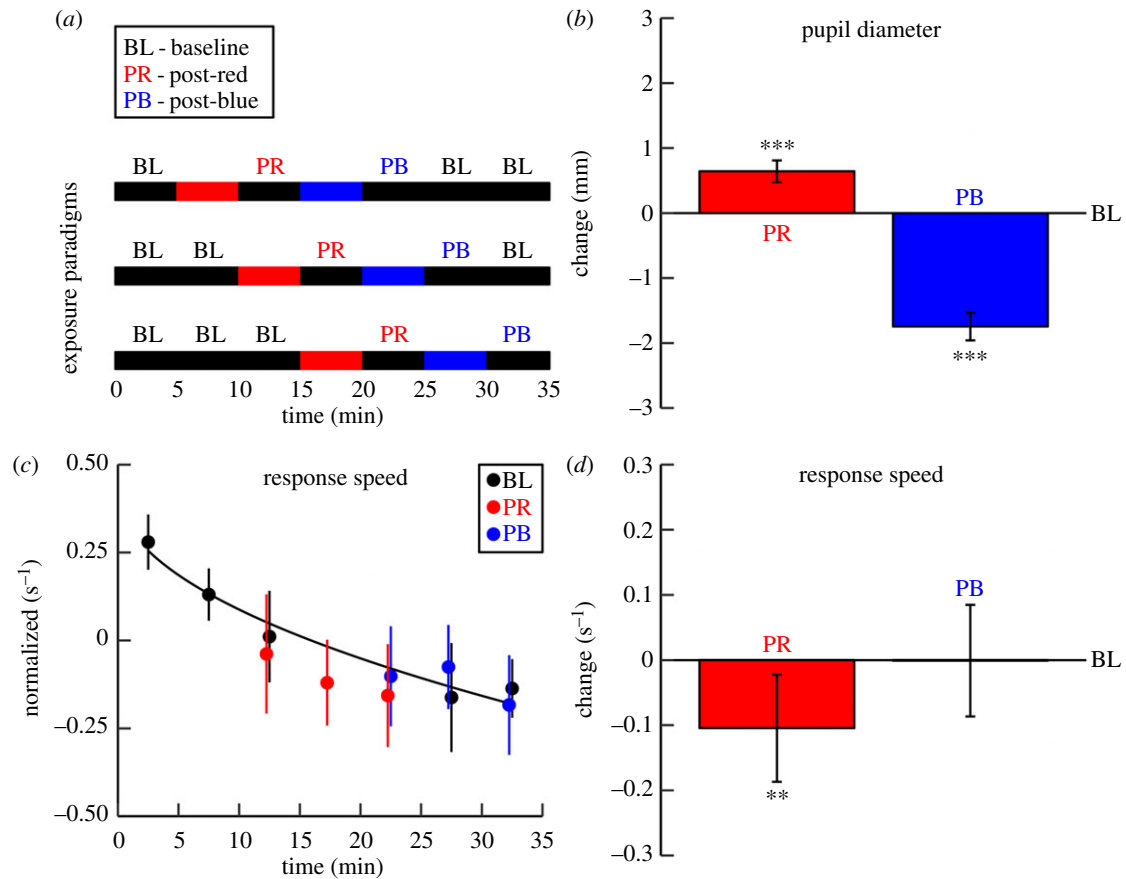 (a)
BL - baseline
PR - post-red
PB - post-blue
exposure paradigms
BL PR PB BL BL
BL BL PR PB BL
BL BL BL PR PB
0 5 10 15 20 25 30 35
time (min)
(b)
pupil diameter
change (mm)
3
2
1
0
–1
–2
–3
***
PR
PB
***
BL
(c)
response speed
normalized (s–1)
0.50
0.25
0
–0.25
–0.50
BL
PR
PB
0 5 10 15 20 25 30 35
time (min)
(d)
response speed
change (s–1)
0.3
0.2
0.1
0
–0.1
–0.2
–0.3
PR
**
PB
BL